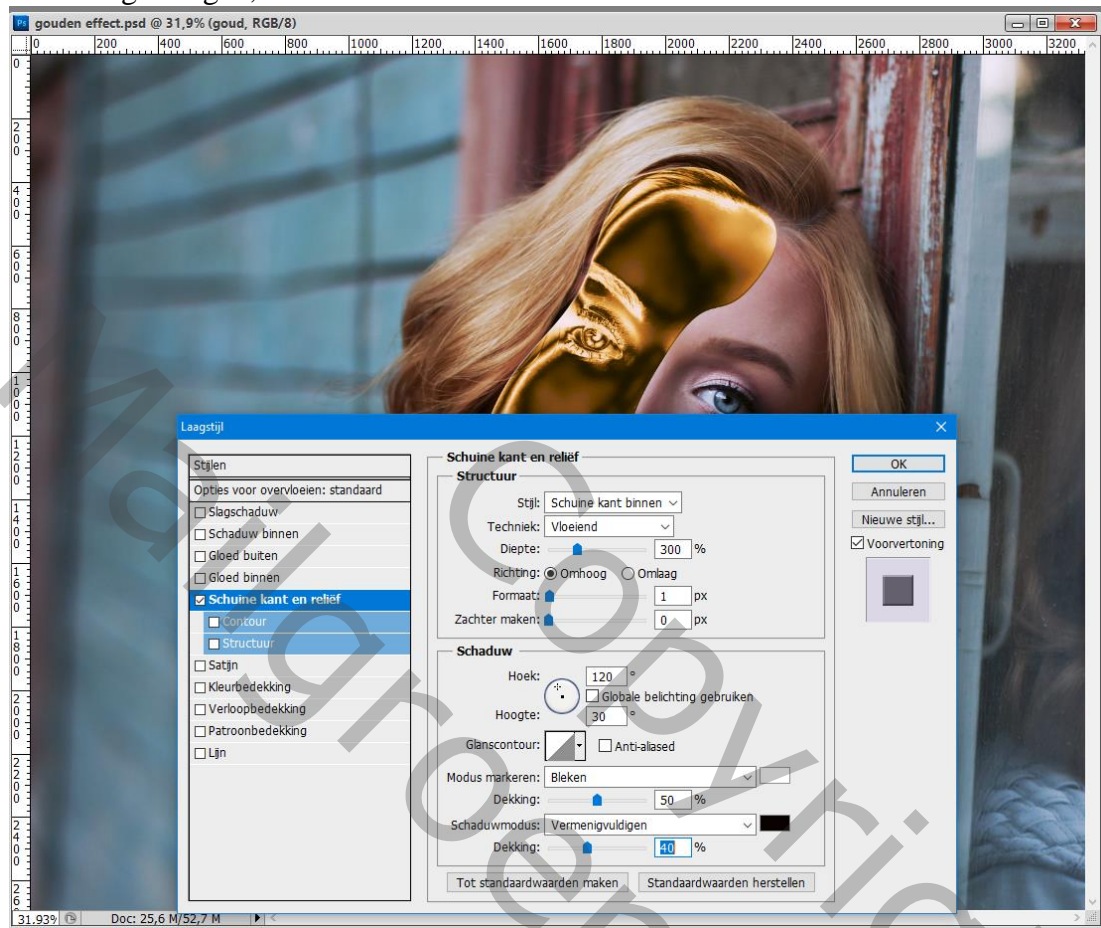 gouden effect.psd @ 31,9% (goud, RGB/8)
0 200 400 600 800 1000 1200 1400 1600 1800 2000 2200 2400 2600 2800 3000 3200
Laagstijl
Stijlen
Opties voor overvloeien: standaard
Slagschaduw
Schaduw binnen
Gloed buiten
Gloed binnen
Schuine kant en reliëf
Contour
Structuur
Satijn
Kleurbedekking
Verloopbedekking
Patroonbedekking
Lijn
Schuine kant en reliëf
Structuur
Stijl: Schuine kant binnen
Techniek: Vloeiend
Diepte: 300 %
Richting: Omhoog Omlaag
Formaat: 1 px
Zachter maken: 0 px
Schaduw
Hoek: 120 °
Globale belichting gebruiken
Hoogte: 30 °
Glanscontour: Anti-aliased
Modus markeren: Bleken
Dekking: 50 %
Schaduwmodus: Vermenigvuldigen
Dekking: 40 %
Tot standaardwaarden maken Standaardwaarden herstellen
OK
Annuleren
Nieuwe stijl...
Voorvertoning
31.93% Doc: 25,6 M/52,7 M